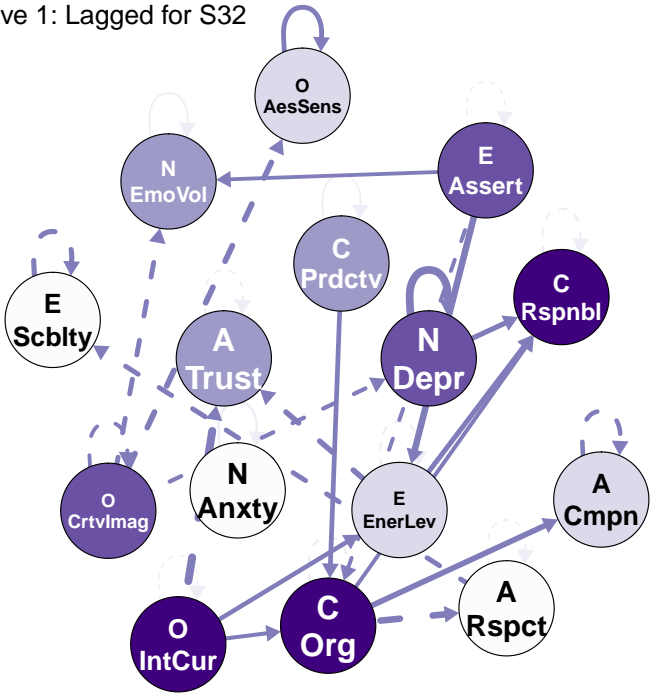 ve 1: Lagged for S32
O
AesSens
N
EmoVol
E
Assert
C
Prdctv
C
Rspnbl
E
Scblty
A
Trust
N
Depr
N
Anxty
O
CrtvImag
E
EnerLev
A
Cmpn
A
Rspct
C
Org
O
IntCur